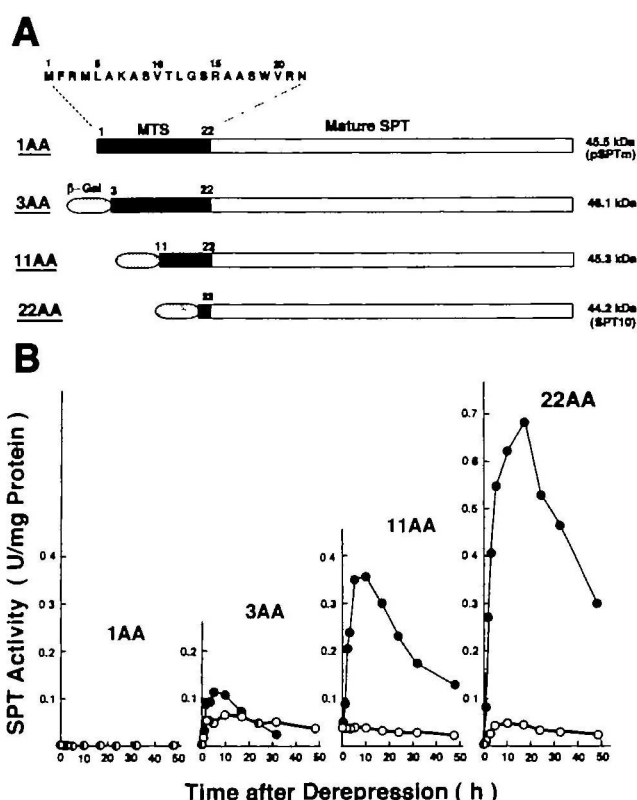 A
1 5 10 15 20
M F R M L A K A S V T L G S R A A S W V R N
1 MTS 22 Mature SPT
1AA 45.5 kDa
(pSPTm)
β-Gal 3 22
3AA 46.1 kDa
11 22
11AA 45.3 kDa
22
22AA 44.2 kDa
(SPT10)
B
SPT Activity ( U/mg Protein )
1AA
0.4
0.3
0.2
0.1
0 10 20 30 40 50
3AA
0.2
0.1
0 10 20 30 40 50
11AA
0.4
0.3
0.2
0.1
0 10 20 30 40 50
22AA
0.7
0.6
0.5
0.4
0.3
0.2
0.1
0 10 20 30 40 50
Time after Derepression ( h )